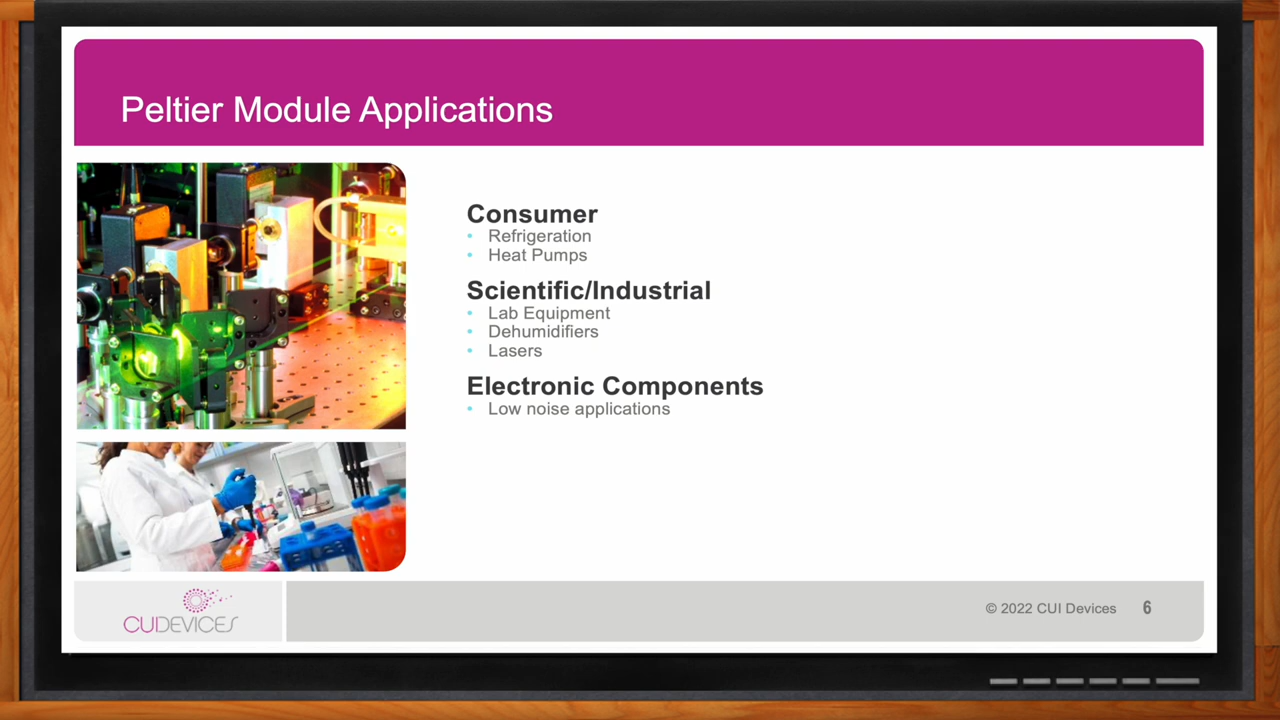 Peltier Module Applications
Consumer
• Refrigeration
• Heat Pumps
Scientific/Industrial
• Lab Equipment
• Dehumidifiers
• Lasers
Electronic Components
• Low noise applications
CUIDEVICES
© 2022 CUI Devices 6